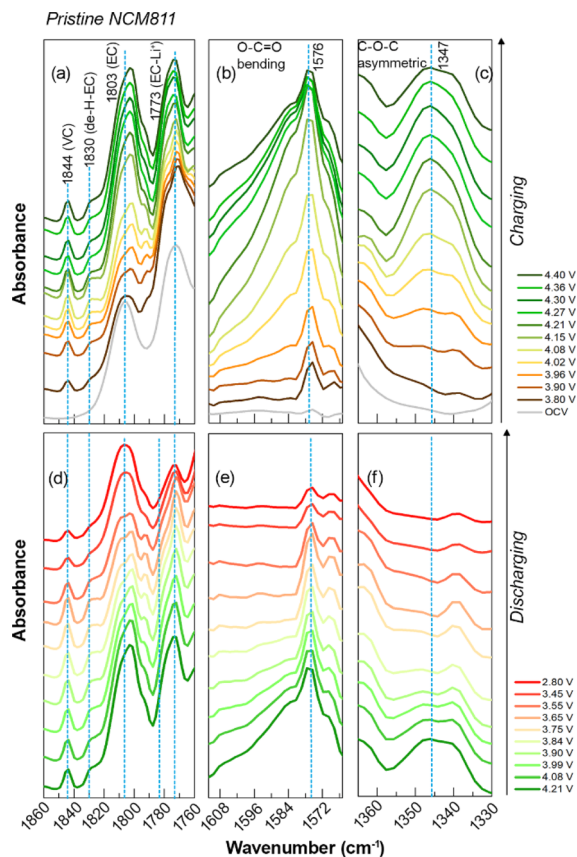 Pristine NCM811
(a)
1844 (VC)
1830 (de-H-EC)
1803 (EC)
1773 (EC-Li⁺)
(b)
O-C=O
bending
1576
C-O-C
asymmetric
1347
(c)
Absorbance
Charging
4.40 V
4.36 V
4.30 V
4.27 V
4.21 V
4.15 V
4.08 V
4.02 V
3.96 V
3.90 V
3.80 V
OCV
(d)
(e)
(f)
Absorbance
Discharging
2.80 V
3.45 V
3.55 V
3.65 V
3.75 V
3.84 V
3.90 V
3.99 V
4.08 V
4.21 V
1860 1840 1820 1800 1780 1760
1608 1596 1584 1572
1360 1350 1340 1330
Wavenumber (cm⁻¹)